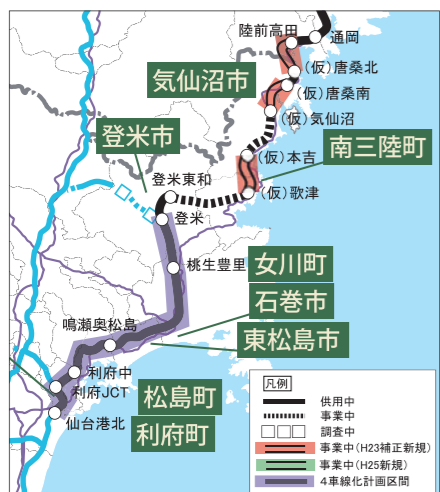 陸前高田
通岡
(仮)唐桑北
気仙沼市
(仮)唐桑南
(仮)気仙沼
登米市
(仮)本吉
南三陸町
登米東和
(仮)歌津
登米
桃生豊里
女川町
石巻市
鳴瀬奥松島
東松島市
利府中
利府JCT
松島町
仙台港北
利府町
凡例
供用中
事業中
調査中
事業中(H23補正新規)
事業中(H25新規)
4車線化計画区間